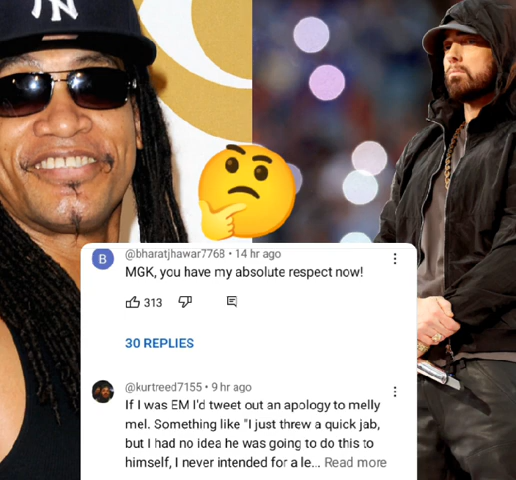 NY
@bharatjhawar7768 • 14 hr ago
B
MGK, you have my absolute respect now!
313
30 REPLIES
@kurtreed7155 • 9 hr ago
If I was EM I'd tweet out an apology to melly
mel. Something like "I just threw a quick jab,
but I had no idea he was going to do this to
himself, I never intended for a le... Read more